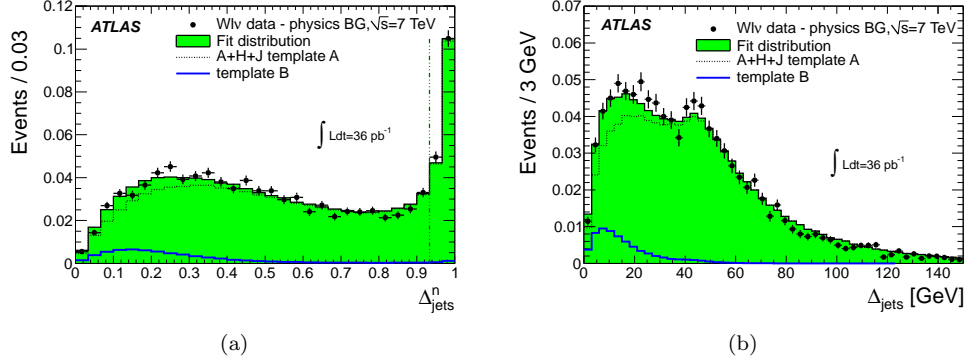 ATLAS
Wlν data - physics BG,√s=7 TeV
Fit distribution
A+H+J template A
template B
∫ Ldt=36 pb⁻¹
Events / 0.03
0.12
0.1
0.08
0.06
0.04
0.02
0
0 0.1 0.2 0.3 0.4 0.5 0.6 0.7 0.8 0.9 1
Δⁿjets
(a)
ATLAS
Wlν data - physics BG,√s=7 TeV
Fit distribution
A+H+J template A
template B
∫ Ldt=36 pb⁻¹
Events / 3 GeV
0.07
0.06
0.05
0.04
0.03
0.02
0.01
0
0 20 40 60 80 100 120 140
Δjets [GeV]
(b)